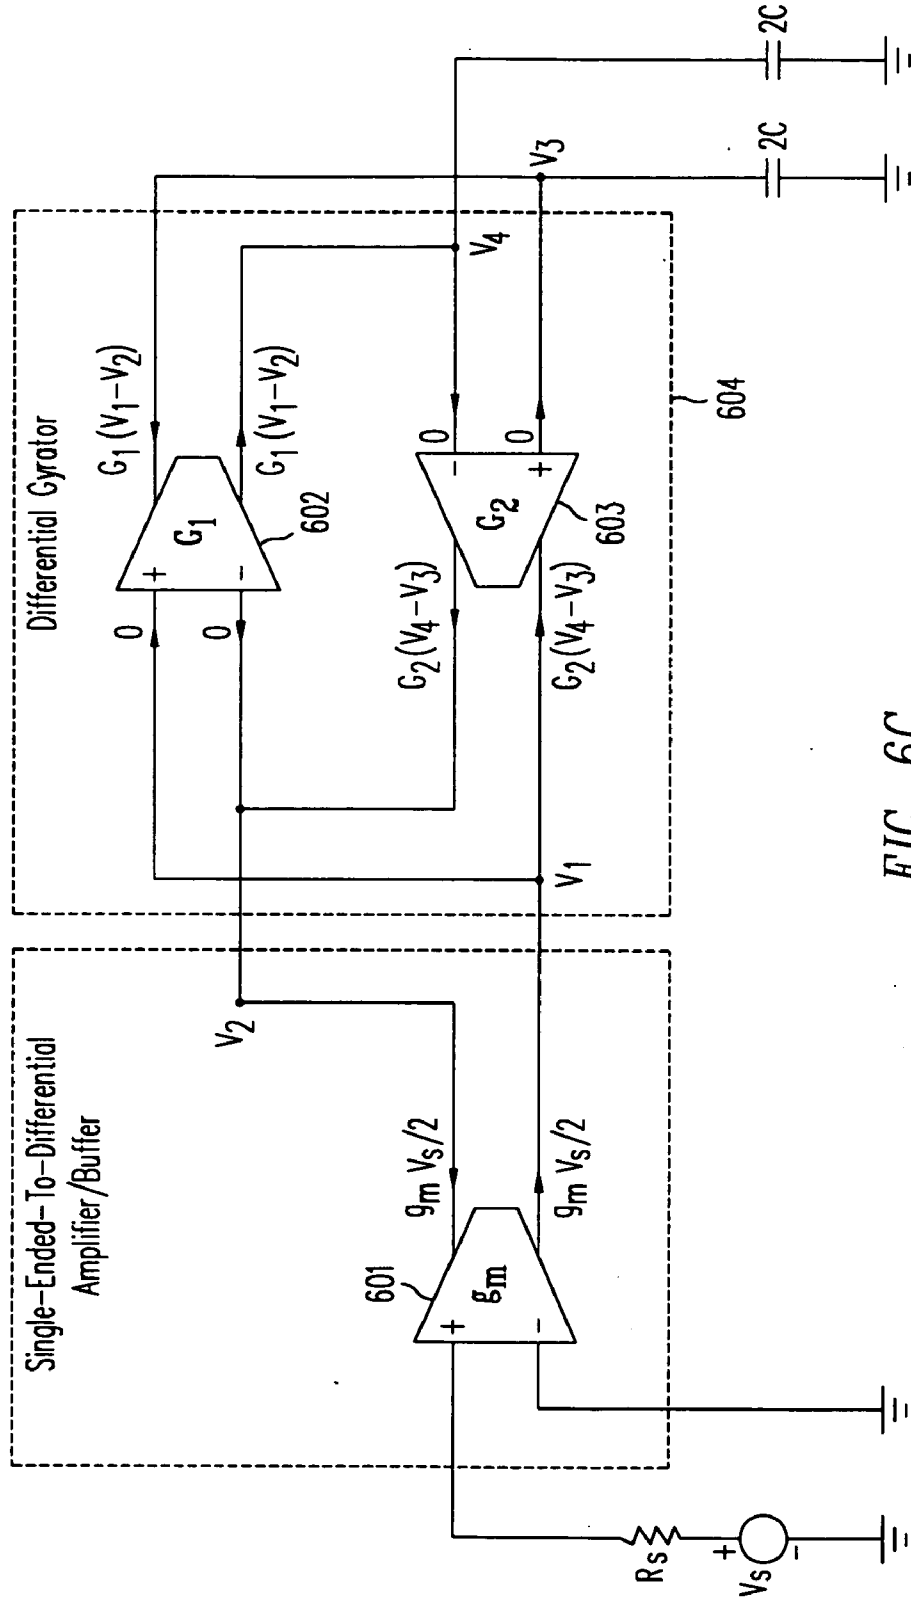 Single-Ended-To-Differential
Amplifier/Buffer
Differential Gyrator
V2
601
gm
+
-
gm Vs/2
gm Vs/2
Rs
+
Vs
-
0
0
+
-
G1
602
G1(V1-V2)
G1(V1-V2)
G2(V4-V3)
G2(V4-V3)
V1
0
0
-
+
G2
603
V4
V3
604
2C
2C
FIG. 6C